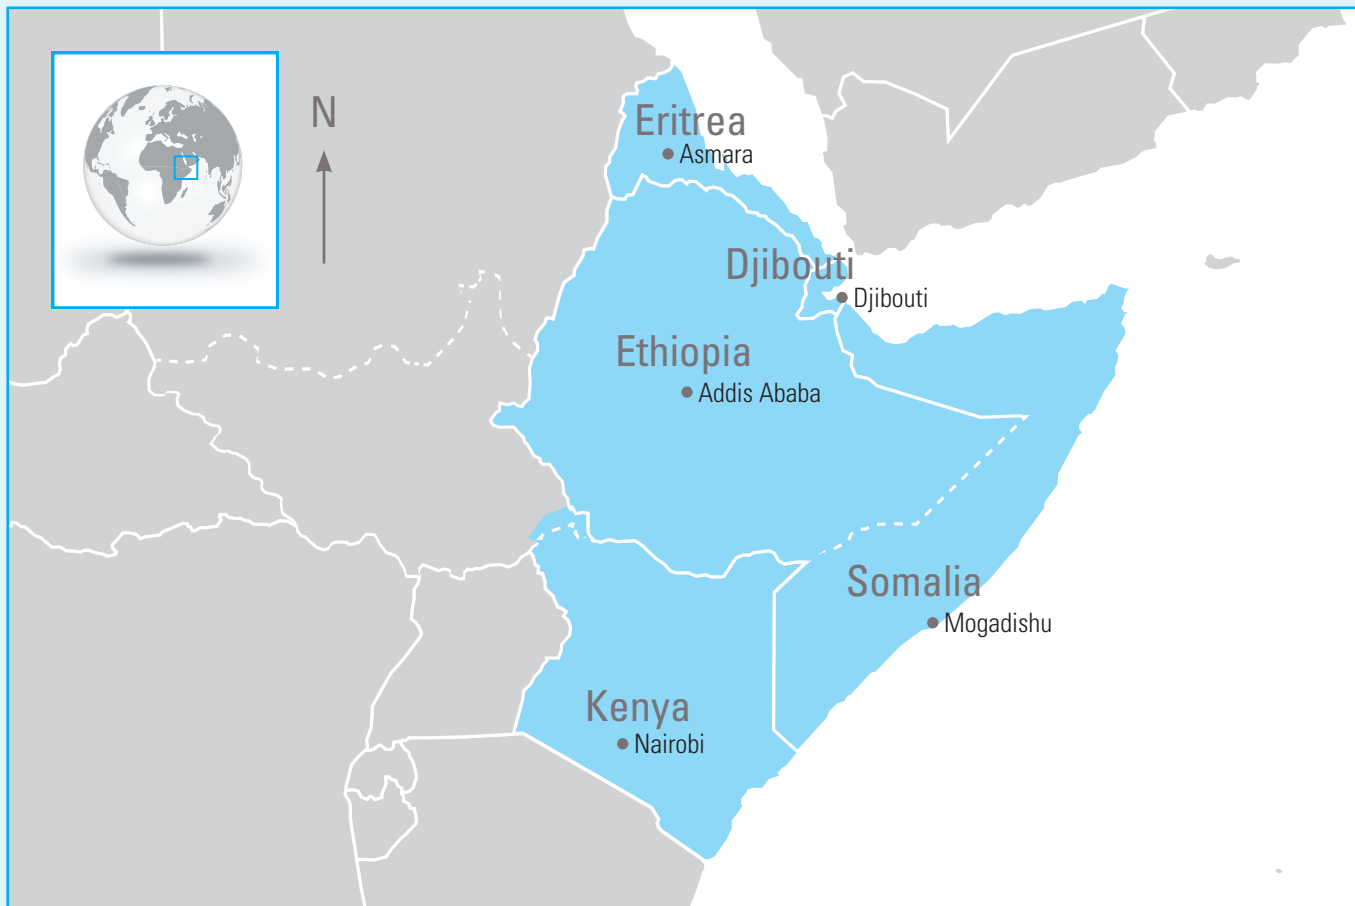 N
Eritrea
Asmara
Djibouti
Djibouti
Ethiopia
Addis Ababa
Somalia
Mogadishu
Kenya
Nairobi